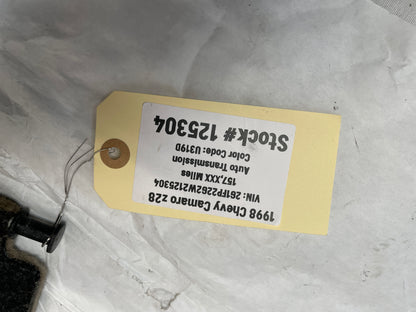 1998 Chevy Camaro z28
VIN: 2G1FP22G2W2125304
157,XXX Miles
Auto Transmission
Color Code: U319D
Stock# 125304